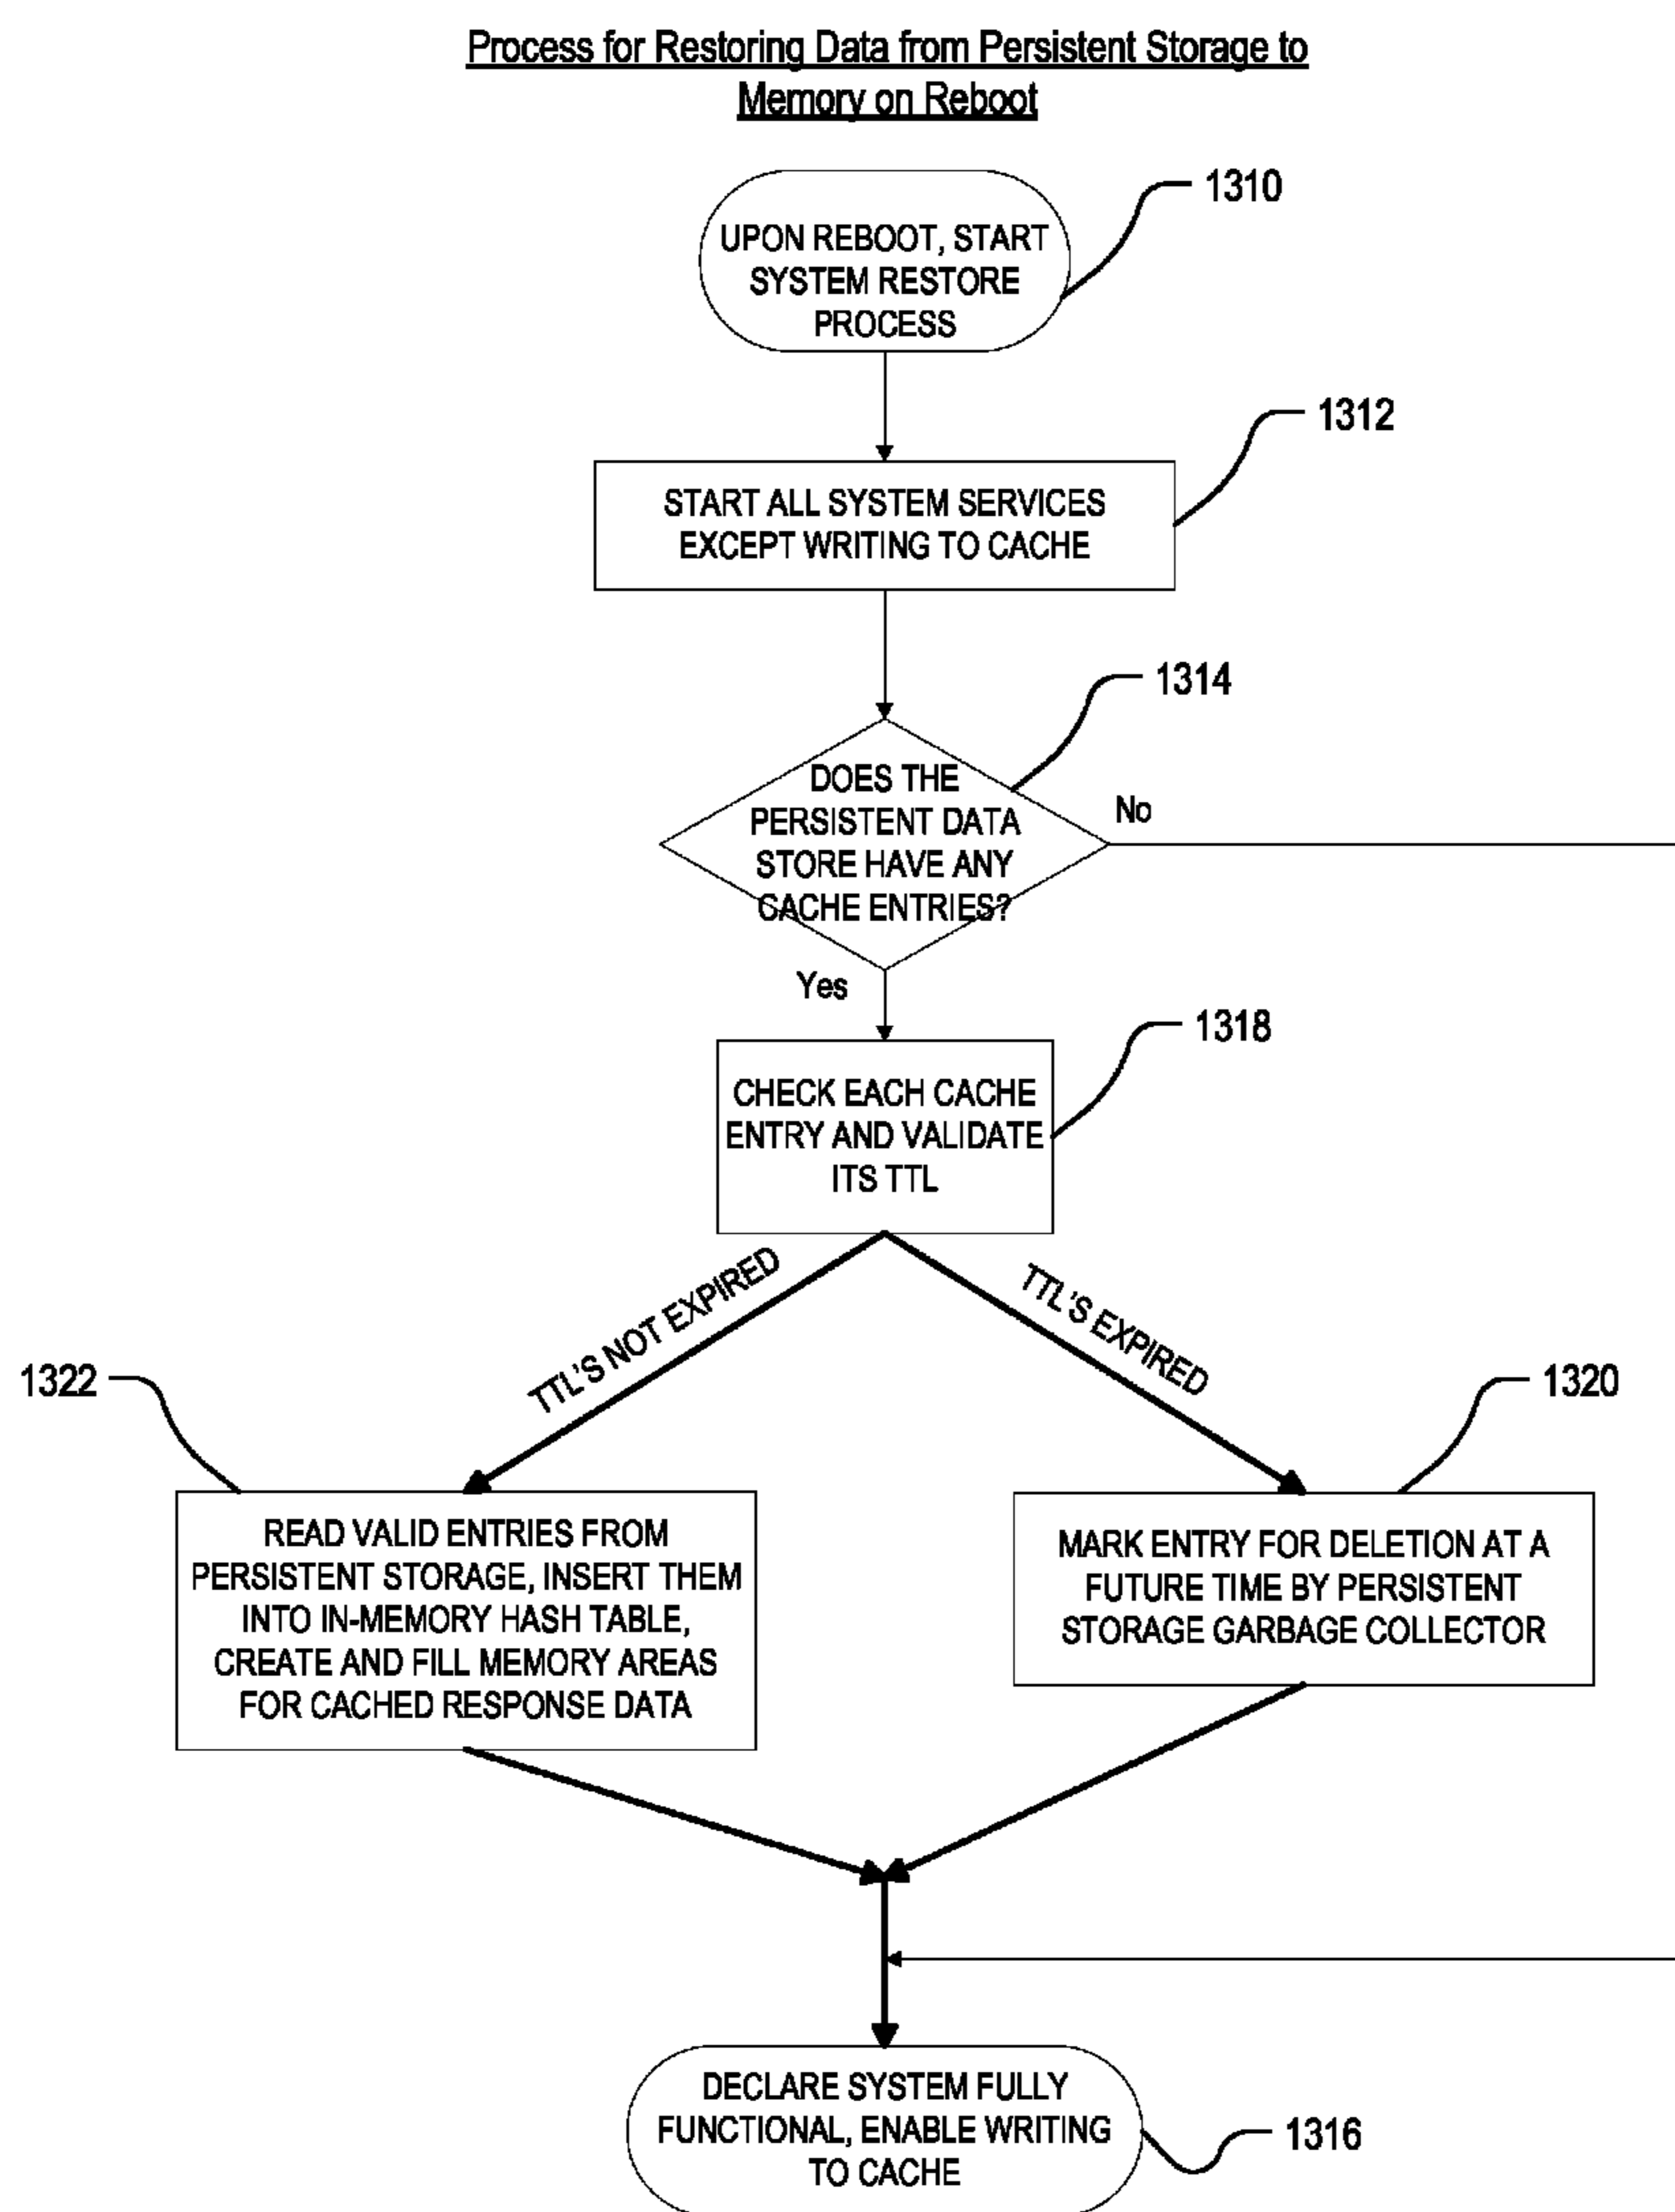 Process for Restoring Data from Persistent Storage to
Memory on Reboot
1310
UPON REBOOT, START
SYSTEM RESTORE
PROCESS
1312
START ALL SYSTEM SERVICES
EXCEPT WRITING TO CACHE
1314
DOES THE
PERSISTENT DATA
STORE HAVE ANY
CACHE ENTRIES?
No
Yes
1318
CHECK EACH CACHE
ENTRY AND VALIDATE
ITS TTL
TTL'S NOT EXPIRED
TTL'S EXPIRED
1322
1320
READ VALID ENTRIES FROM
PERSISTENT STORAGE, INSERT THEM
INTO IN-MEMORY HASH TABLE,
CREATE AND FILL MEMORY AREAS
FOR CACHED RESPONSE DATA
MARK ENTRY FOR DELETION AT A
FUTURE TIME BY PERSISTENT
STORAGE GARBAGE COLLECTOR
DECLARE SYSTEM FULLY
FUNCTIONAL, ENABLE WRITING
TO CACHE
1316